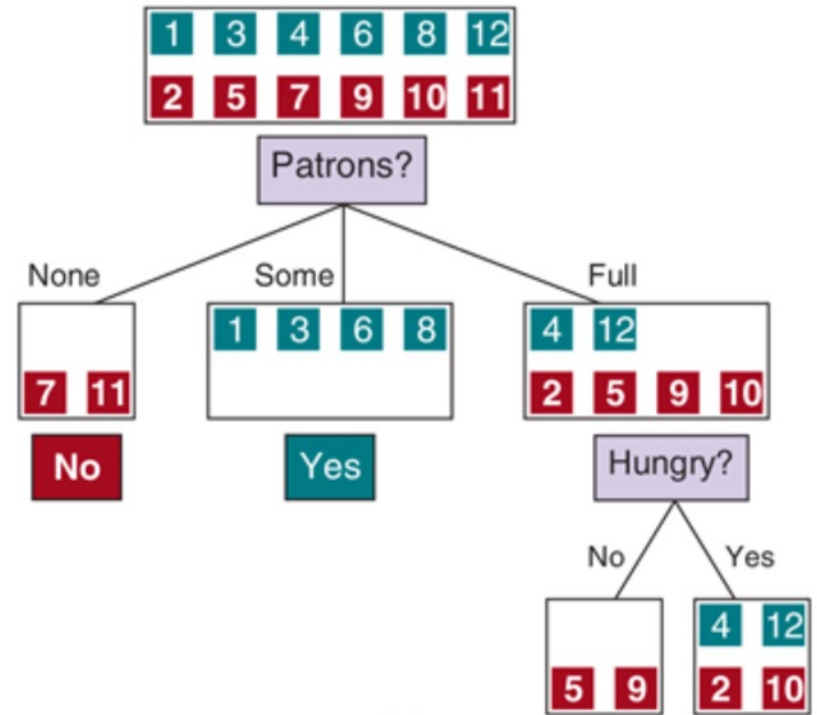 1 3 4 6 8 12
2 5 7 9 10 11
Patrons?
None Some Full
1 3 6 8 4 12
7 11 2 5 9 10
No Yes Hungry?
No Yes
4 12
5 9 2 10